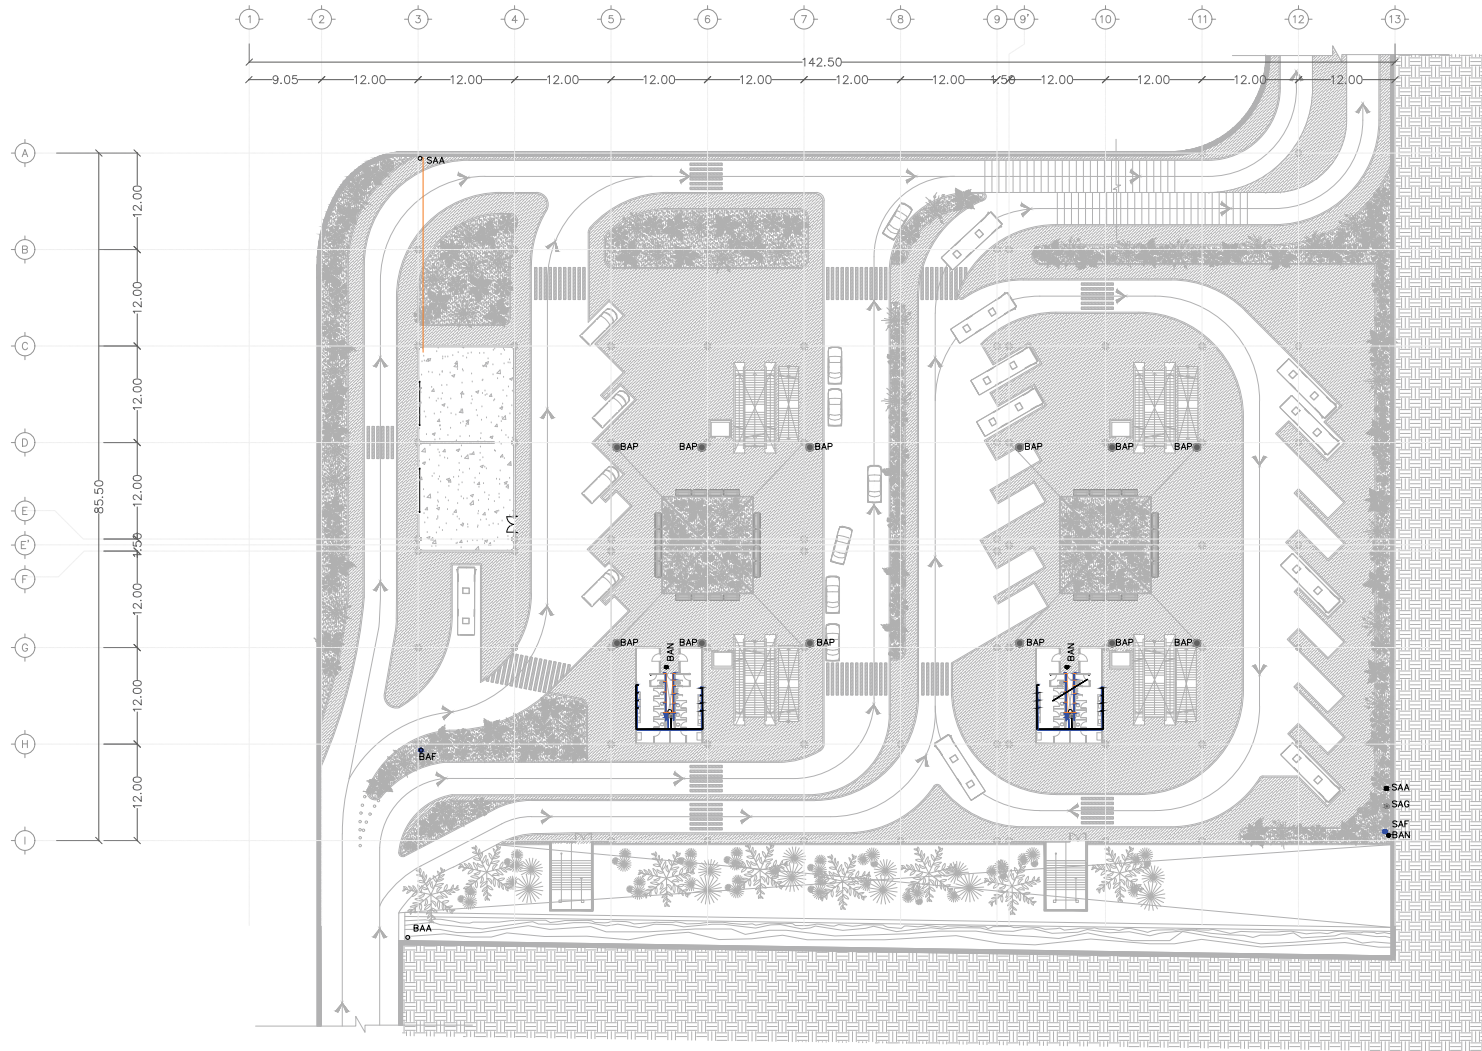 1 2 3 4 5 6 7 8 9 9' 10 11 12 13
142.50
9.05 12.00 12.00 12.00 12.00 12.00 12.00 12.00 1.50 12.00 12.00 12.00 12.00
A
SAA
12.00
B
12.00
C
12.00
D
BAP BAP BAP BAP BAP BAP
12.00
85.50
E
E'
1.50
F
12.00
G
BAP BAP BAP BAP BAP BAP
BAN BAN
12.00
H
BAF
12.00
SAA
SAG
SAF
BAN
I
BAA